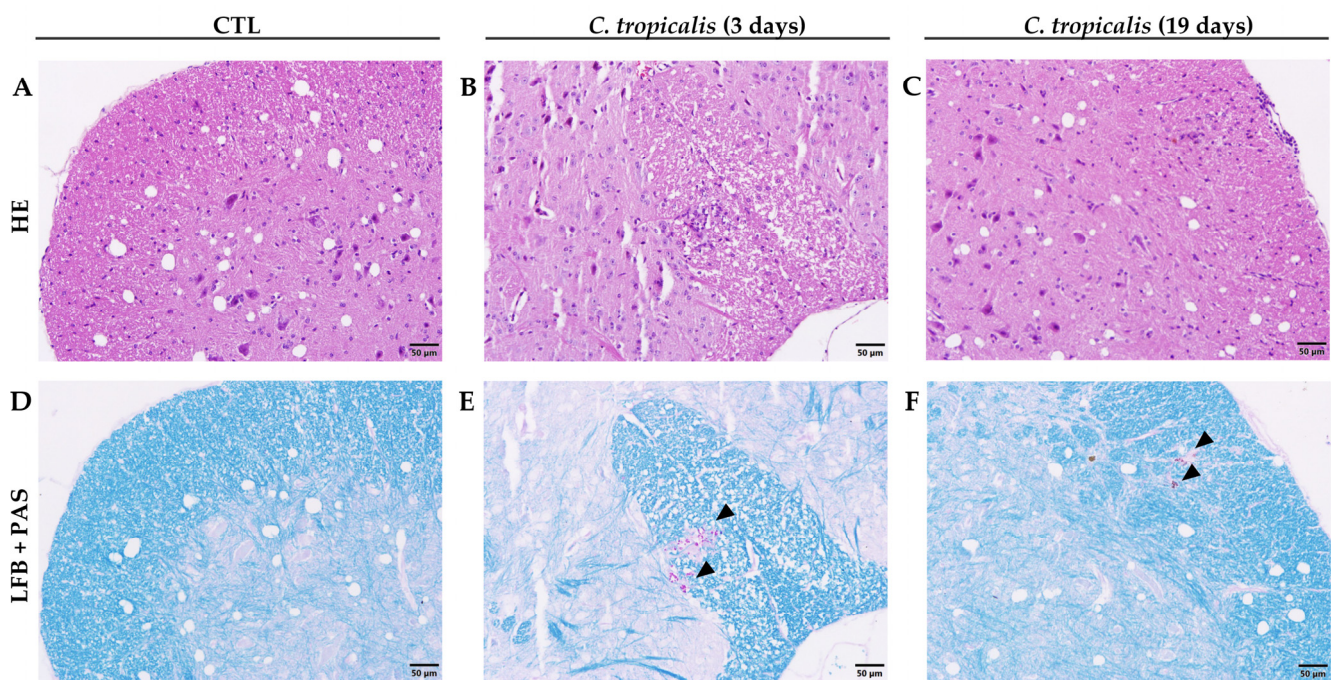 CTL C. tropicalis (3 days) C. tropicalis (19 days)
A B C
HE
50 µm 50 µm 50 µm
D E F
LFB + PAS
50 µm 50 µm 50 µm